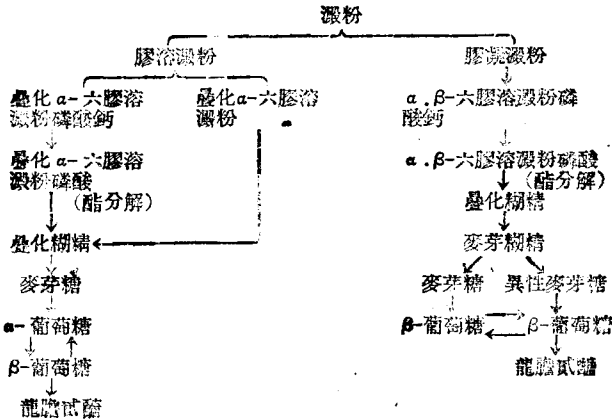 澱粉
膠溶澱粉
膠凝澱粉
疊化α-六膠溶
澱粉磷酸鈣
疊化α-六膠溶
澱粉
α.β-六膠溶澱粉磷
酸鈣
疊化α-六膠溶
澱粉磷酸
(酯分解)
α.β-六膠溶澱粉磷酸
(酯分解)
疊化糊精
疊化糊精
麥芽糊精
麥芽糖
麥芽糖
異性麥芽糖
α-葡萄糖
β-葡萄糖
β-葡萄糖
β-葡萄糖
龍膽甙醣
龍膽甙醣